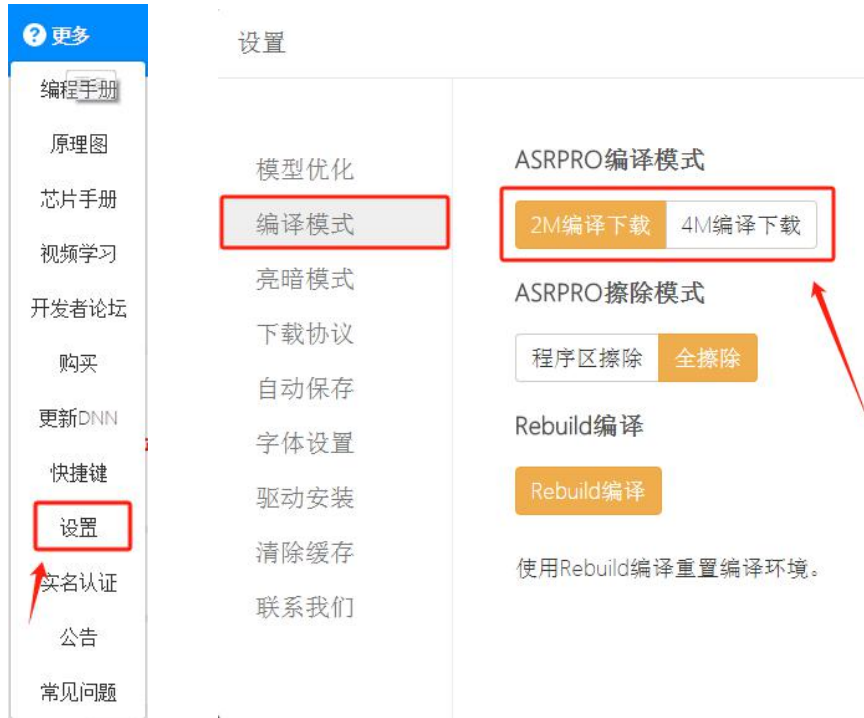 更多
编程手册
原理图
芯片手册
视频学习
开发者论坛
购买
更新DNN
快捷键
设置
实名认证
公告
常见问题
设置
模型优化
编译模式
亮暗模式
下载协议
自动保存
字体设置
驱动安装
清除缓存
联系我们
ASRPRO编译模式
2M编译下载 4M编译下载
ASRPRO擦除模式
程序区擦除 全擦除
Rebuild编译
Rebuild编译
使用Rebuild编译重置编译环境。